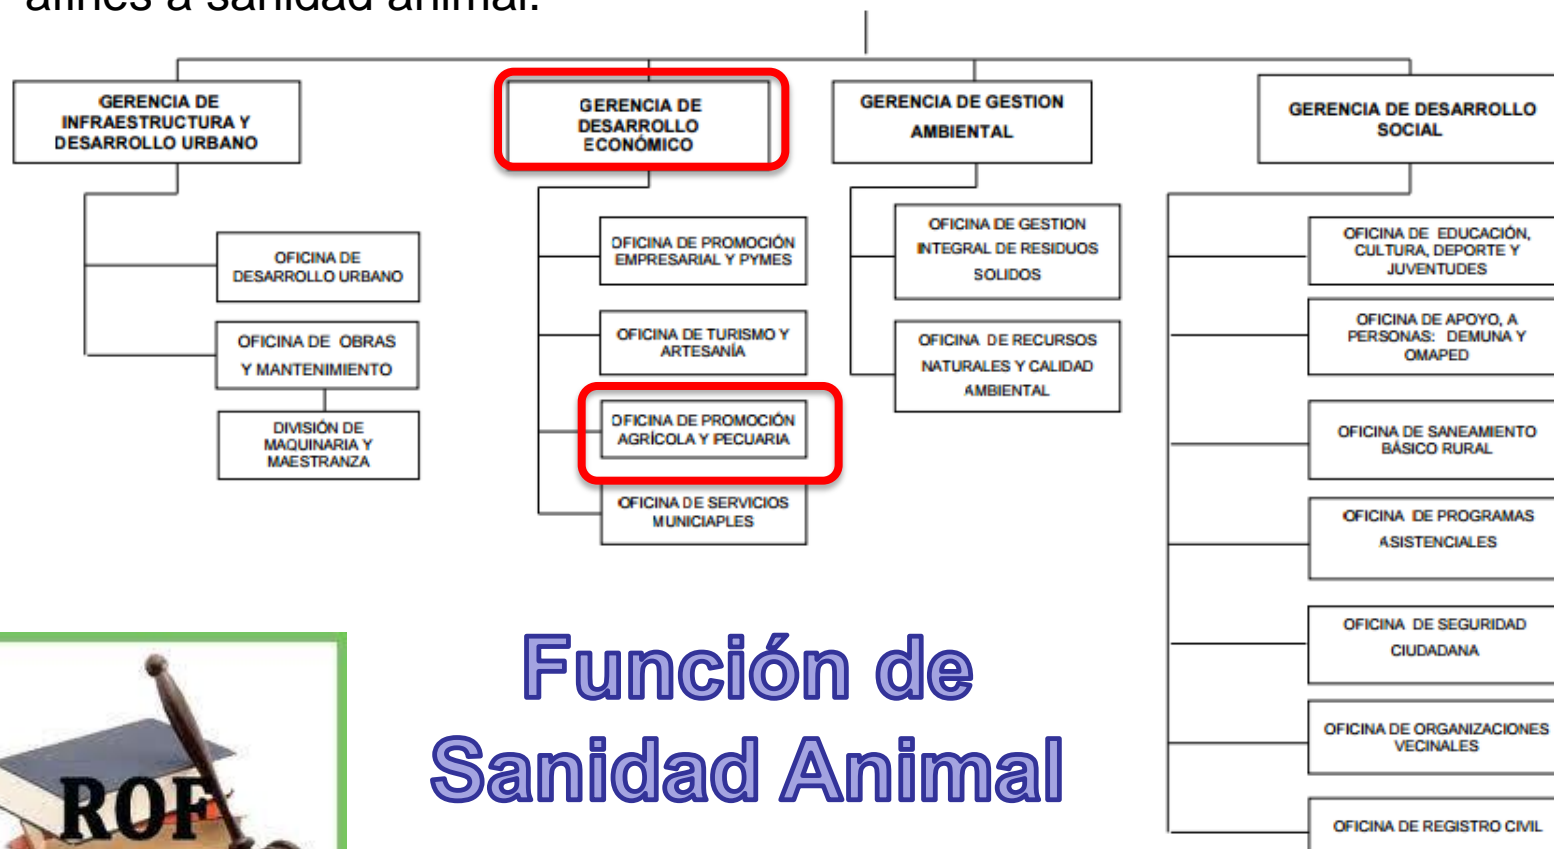 afines a sanidad animal.
GERENCIA DE
INFRAESTRUCTURA Y
DESARROLLO URBANO
OFICINA DE
DESARROLLO URBANO
OFICINA DE OBRAS
Y MANTENIMIENTO
DIVISIÓN DE
MAQUINARIA Y
MAESTRANZA
GERENCIA DE
DESARROLLO
ECONÓMICO
OFICINA DE PROMOCIÓN
EMPRESARIAL Y PYMES
OFICINA DE TURISMO Y
ARTESANÍA
OFICINA DE PROMOCIÓN
AGRÍCOLA Y PECUARIA
OFICINA DE SERVICIOS
MUNICIAPLES
GERENCIA DE GESTION
AMBIENTAL
OFICINA DE GESTION
INTEGRAL DE RESIDUOS
SOLIDOS
OFICINA DE RECURSOS
NATURALES Y CALIDAD
AMBIENTAL
GERENCIA DE DESARROLLO
SOCIAL
OFICINA DE EDUCACIÓN,
CULTURA, DEPORTE Y
JUVENTUDES
OFICINA DE APOYO, A
PERSONAS: DEMUNA Y
OMAPED
OFICINA DE SANEAMIENTO
BÁSICO RURAL
OFICINA DE PROGRAMAS
ASISTENCIALES
OFICINA DE SEGURIDAD
CIUDADANA
OFICINA DE ORGANIZACIONES
VECINALES
OFICINA DE REGISTRO CIVIL
Función de
Sanidad Animal
ROF